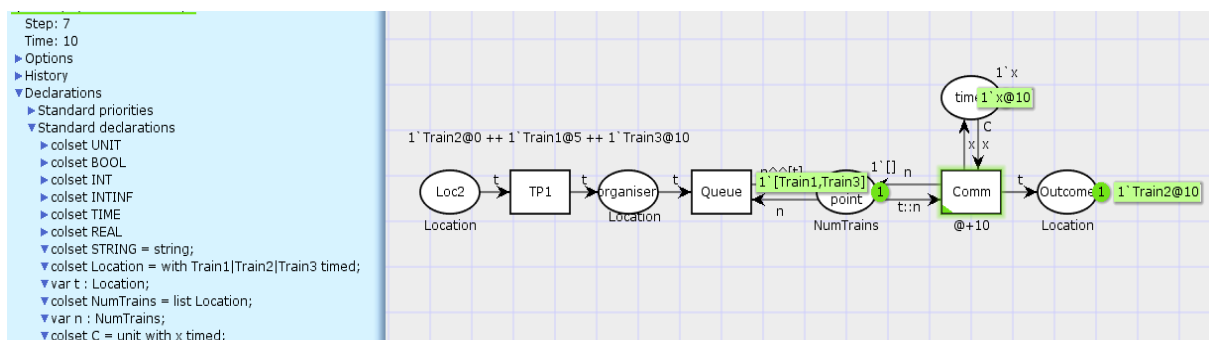 Step: 7
Time: 10
Options
History
Declarations
Standard priorities
Standard declarations
colset UNIT
colset BOOL
colset INT
colset INTINF
colset TIME
colset REAL
colset STRING = string;
colset Location = with Train1|Train2|Train3 timed;
var t : Location;
colset NumTrains = list Location;
var n : NumTrains;
colset C = unit with x timed;
1`x
time
1`x@10
C
x
x
1`Train2@0 ++ 1`Train1@5 ++ 1`Train3@10
Loc2
Location
t
TP1
t
organiser
Location
t
Queue
n^^[t]
1`[Train1,Train3]
n
1`[]
n
point
1
NumTrains
t::n
Comm
@+10
t
Outcome
1
1`Train2@10
Location